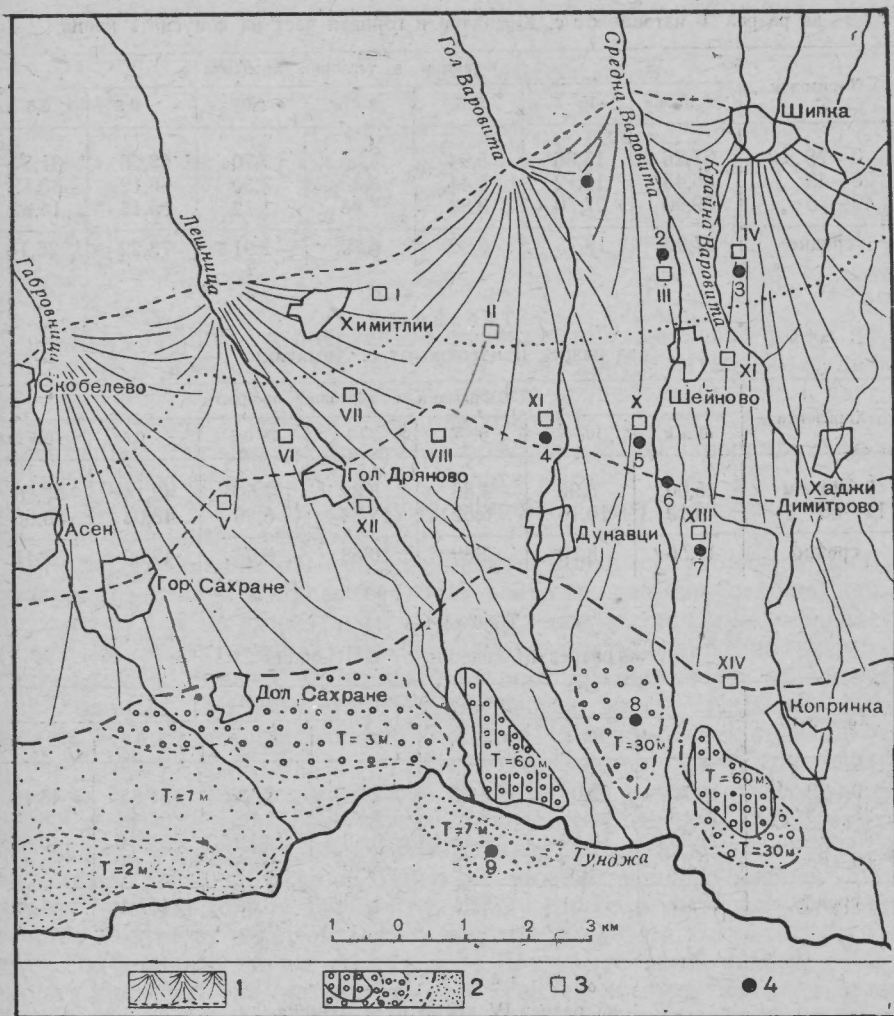 Гол Варовита
Средна Варовита
Шипка
Крайна Варовита
1
Лешница
2
IV
III
3
Габровница
I
Химитлии
II
Скобелево
XI
Шейново
VII
XI
X
VI
VIII
4
5
Гол Дряново
Хаджи
Димитрово
6
V
XII
Асен
Дунавци
XIII
7
Гор Сахране
XIV
Дол Сахране
Копринка
8
Т=3 м
Т=30 м
Т=60 м
Т=60 м
Т=7 м
Т=7 м
Тунджа
Т=30 м
9
Т=2 м
1 0 1 2 3 км
1 2 3 4